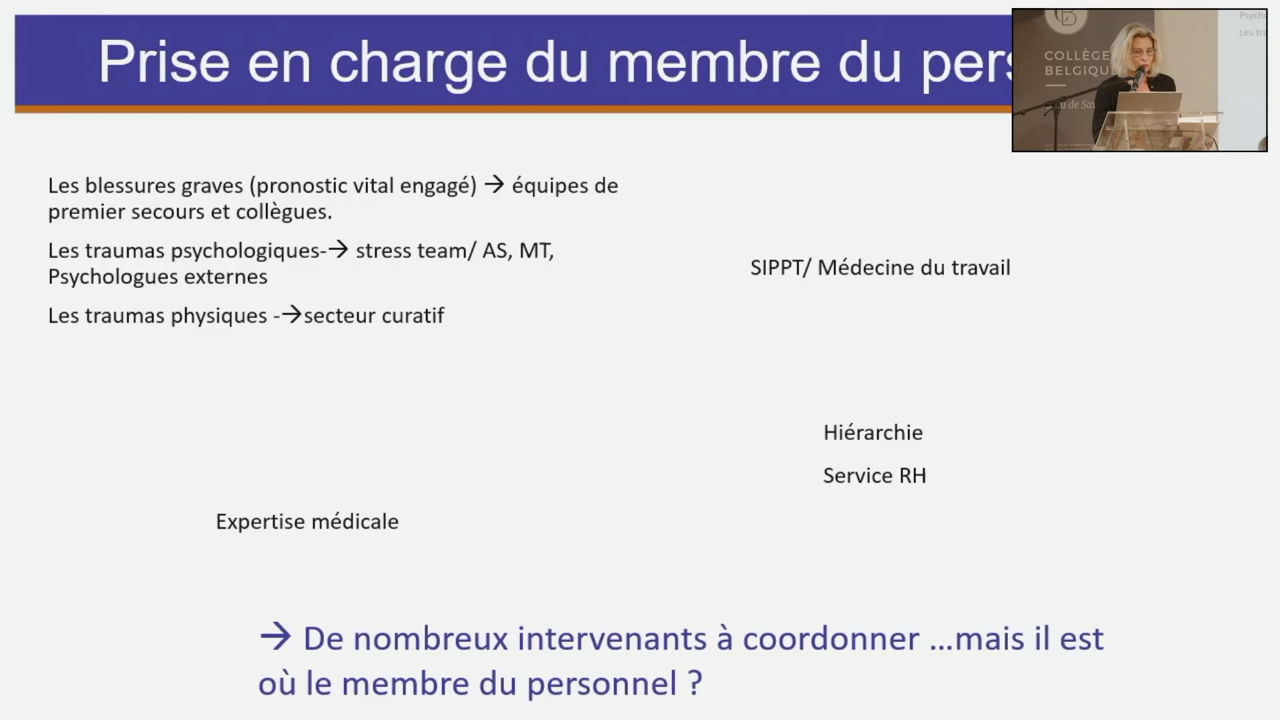 Prise en charge du membre du pers
COLLÈGE
BELGIQU
Les blessures graves (pronostic vital engagé) → équipes de
premier secours et collègues.
Les traumas psychologiques-→ stress team/ AS, MT,
Psychologues externes
Les traumas physiques -→secteur curatif
SIPPT/ Médecine du travail
Hiérarchie
Service RH
Expertise médicale
→ De nombreux intervenants à coordonner …mais il est
où le membre du personnel ?